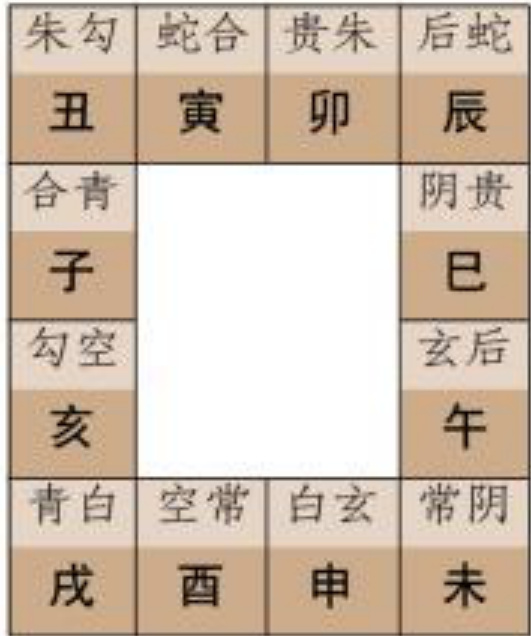 朱勾 蛇合 贵朱 后蛇
丑 寅 卯 辰
合青 阴贵
子 巳
勾空 玄后
亥 午
青白 空常 白玄 常阴
戌 酉 申 未